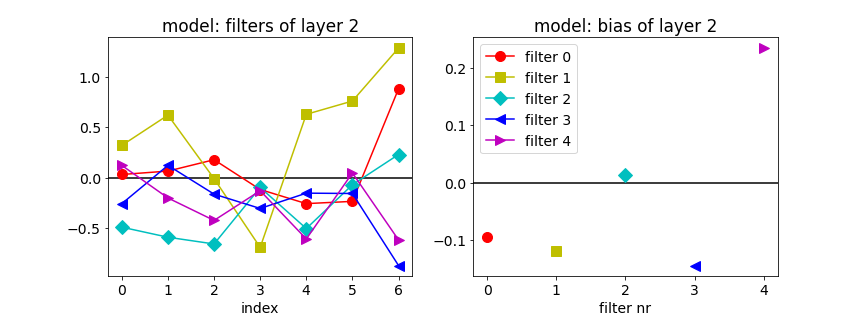 model: filters of layer 2
1.0
0.5
0.0
−0.5
0 1 2 3 4 5 6
index
model: bias of layer 2
filter 0
filter 1
filter 2
filter 3
filter 4
0.2
0.1
0.0
−0.1
0 1 2 3 4
filter nr